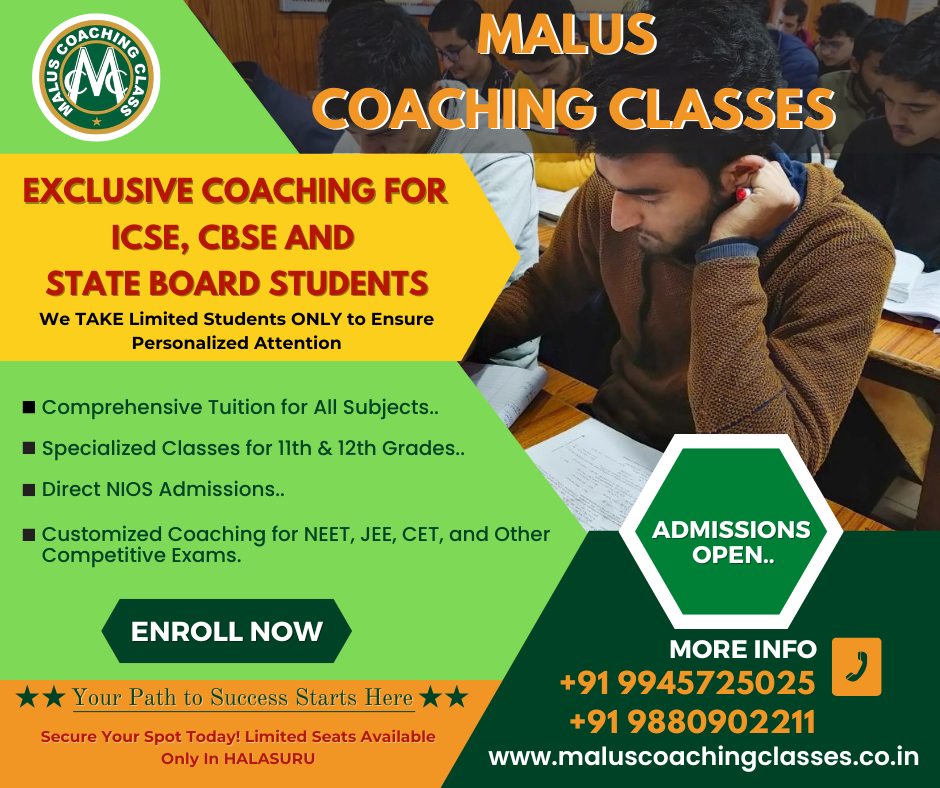 MALUS COACHING CLASS
MCC
MALUS
COACHING CLASSES
EXCLUSIVE COACHING FOR
ICSE, CBSE AND
STATE BOARD STUDENTS
We TAKE Limited Students ONLY to Ensure
Personalized Attention
Comprehensive Tuition for All Subjects..
Specialized Classes for 11th & 12th Grades..
Direct NIOS Admissions..
Customized Coaching for NEET, JEE, CET, and Other
Competitive Exams.
ENROLL NOW
Your Path to Success Starts Here
Secure Your Spot Today! Limited Seats Available
Only In HALASURU
ADMISSIONS
OPEN..
MORE INFO
+91 9945725025
+91 9880902211
www.maluscoachingclasses.co.in